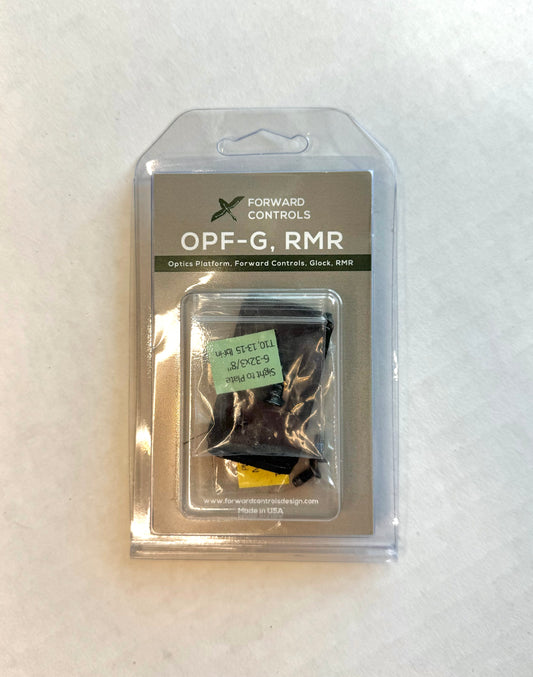 FORWARD
CONTROLS
OPF-G, RMR
Optics Platform, Forward Controls, Glock, RMR
Sight to Plate
6-32x3/8"
T10, 13-15 lbf-in
www.forwardcontrolsdesign.com
Made in USA